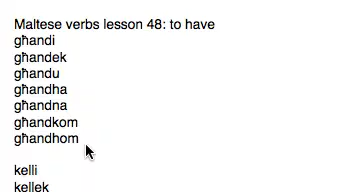 Maltese verbs lesson 48: to have
għandi
għandek
għandu
għandha
għandna
għandkom
għandhom
kelli
kellek